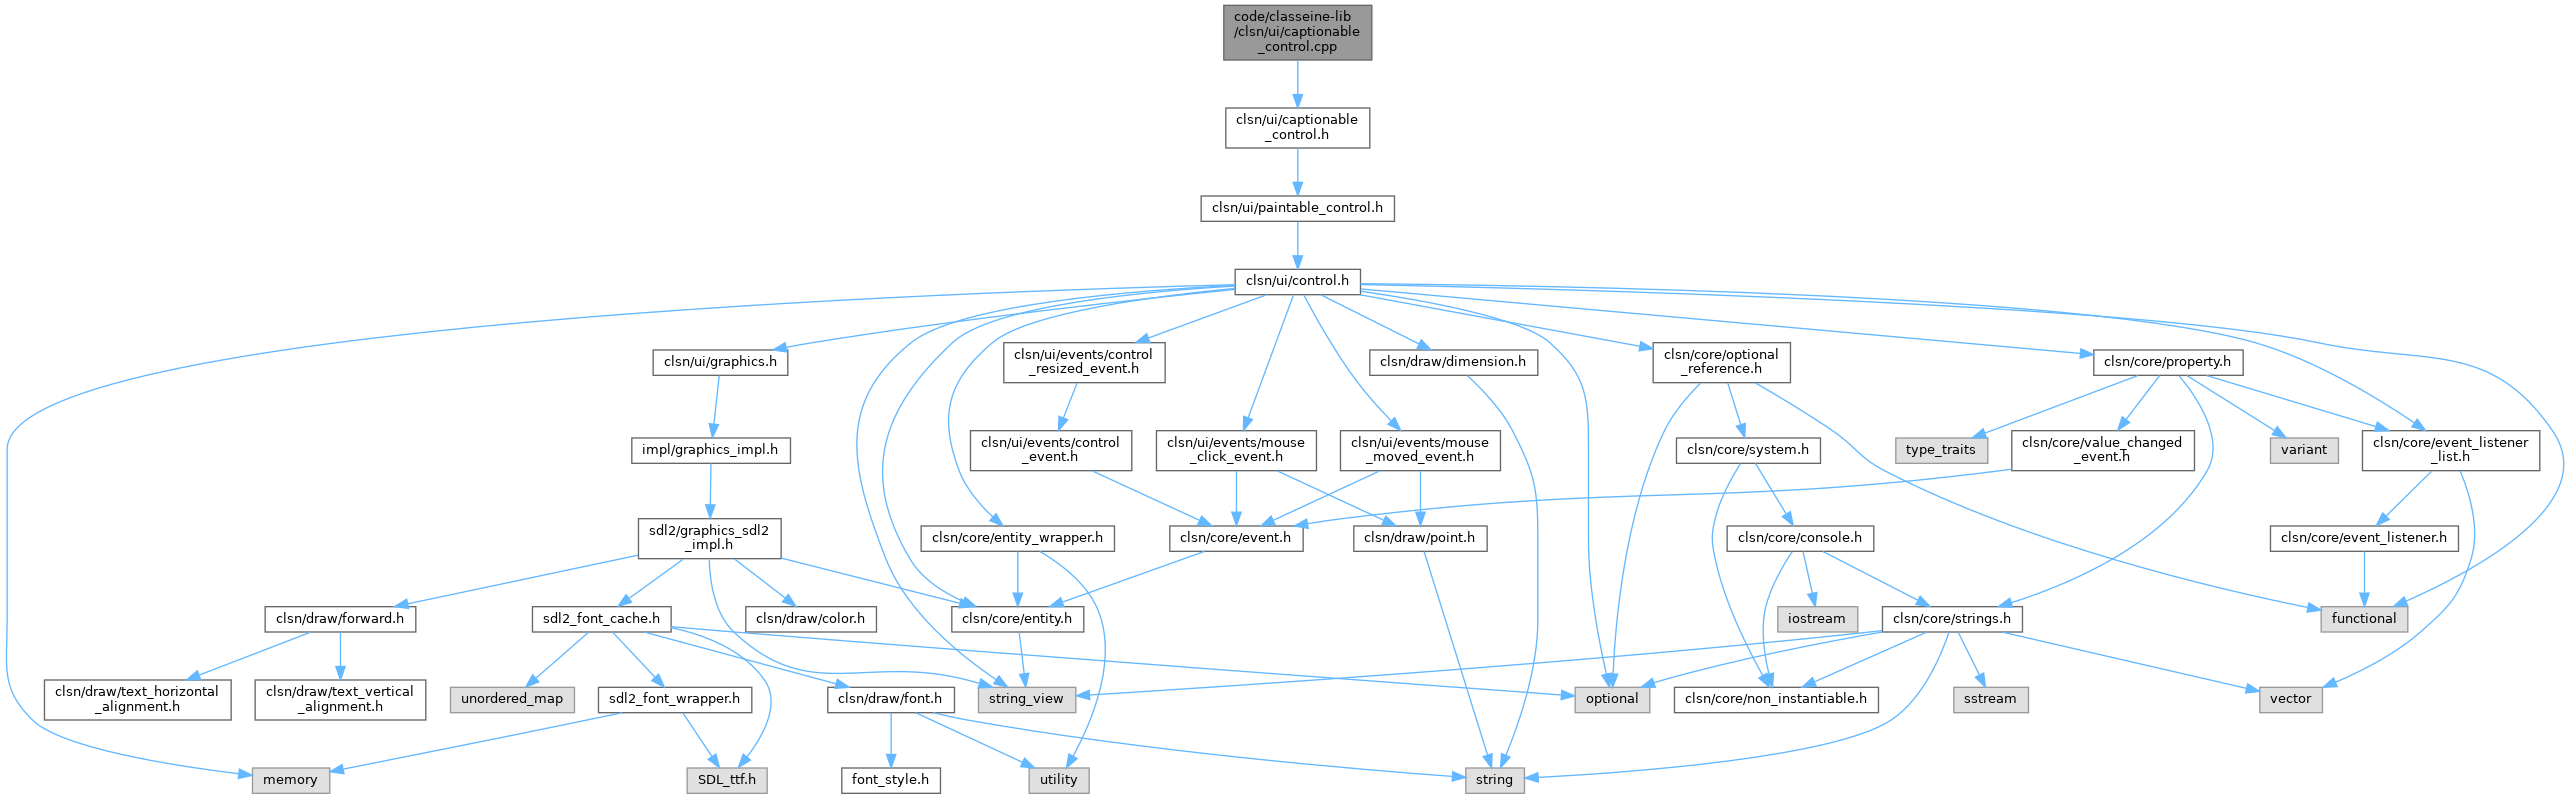 code/classeine-lib
/clsn/ui/captionable
_control.cpp
clsn/ui/captionable
_control.h
clsn/ui/paintable_control.h
clsn/ui/control.h
clsn/ui/graphics.h
clsn/ui/events/control
_resized_event.h
clsn/draw/dimension.h
clsn/core/optional
_reference.h
clsn/core/property.h
impl/graphics_impl.h
clsn/ui/events/control
_event.h
clsn/ui/events/mouse
_click_event.h
clsn/ui/events/mouse
_moved_event.h
clsn/core/system.h
type_traits
clsn/core/value_changed
_event.h
variant
clsn/core/event_listener
_list.h
sdl2/graphics_sdl2
_impl.h
clsn/core/entity_wrapper.h
clsn/core/event.h
clsn/draw/point.h
clsn/core/console.h
clsn/core/event_listener.h
clsn/draw/forward.h
sdl2_font_cache.h
clsn/draw/color.h
clsn/core/entity.h
iostream
clsn/core/strings.h
functional
clsn/draw/text_horizontal
_alignment.h
clsn/draw/text_vertical
_alignment.h
unordered_map
sdl2_font_wrapper.h
clsn/draw/font.h
string_view
optional
clsn/core/non_instantiable.h
sstream
vector
memory
SDL_ttf.h
font_style.h
utility
string